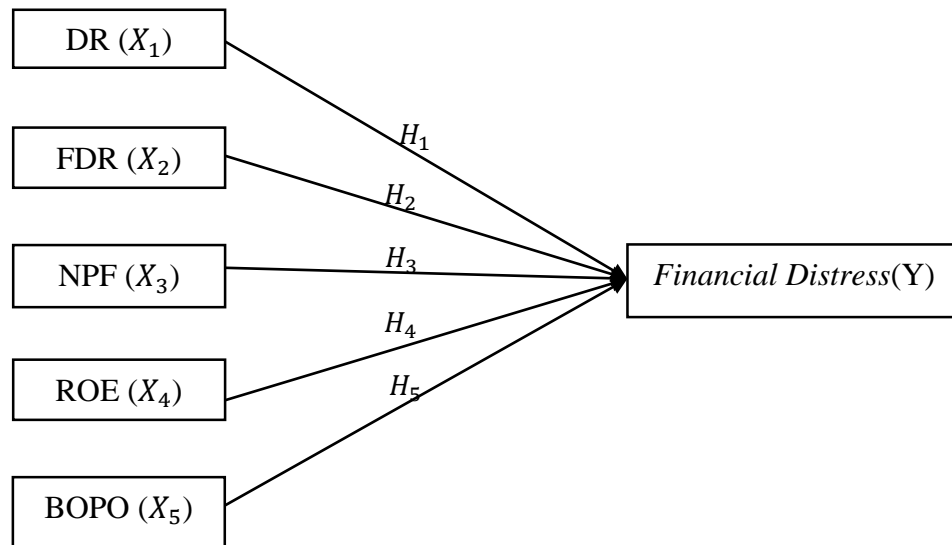 DR (X₁)
H₁
FDR (X₂)
H₂
NPF (X₃)
H₃
Financial Distress(Y)
H₄
ROE (X₄)
H₅
BOPO (X₅)